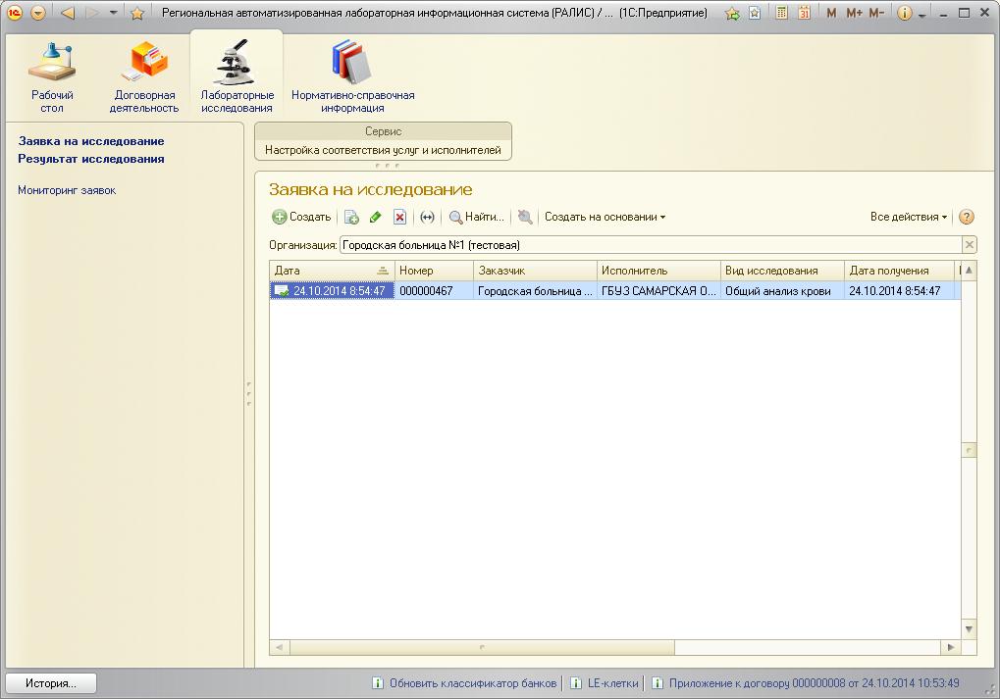 Региональная автоматизированная лабораторная информационная система (РАЛИС) / ... (1С:Предприятие)
31
M M+ M-
Рабочий стол
Договорная деятельность
Лабораторные исследования
Нормативно-справочная информация
Заявка на исследование
Результат исследования
Мониторинг заявок
Сервис
Настройка соответствия услуг и исполнителей
Заявка на исследование
Создать
Найти...
Создать на основании
Все действия
Организация: Городская больница №1 (тестовая)
Дата Номер Заказчик Исполнитель Вид исследования Дата получения
24.10.2014 8:54:47 000000467 Городская больница ... ГБУЗ САМАРСКАЯ О... Общий анализ крови 24.10.2014 8:54:47
История...
Обновить классификатор банков
LE-клетки
Приложение к договору 000000008 от 24.10.2014 10:53:49